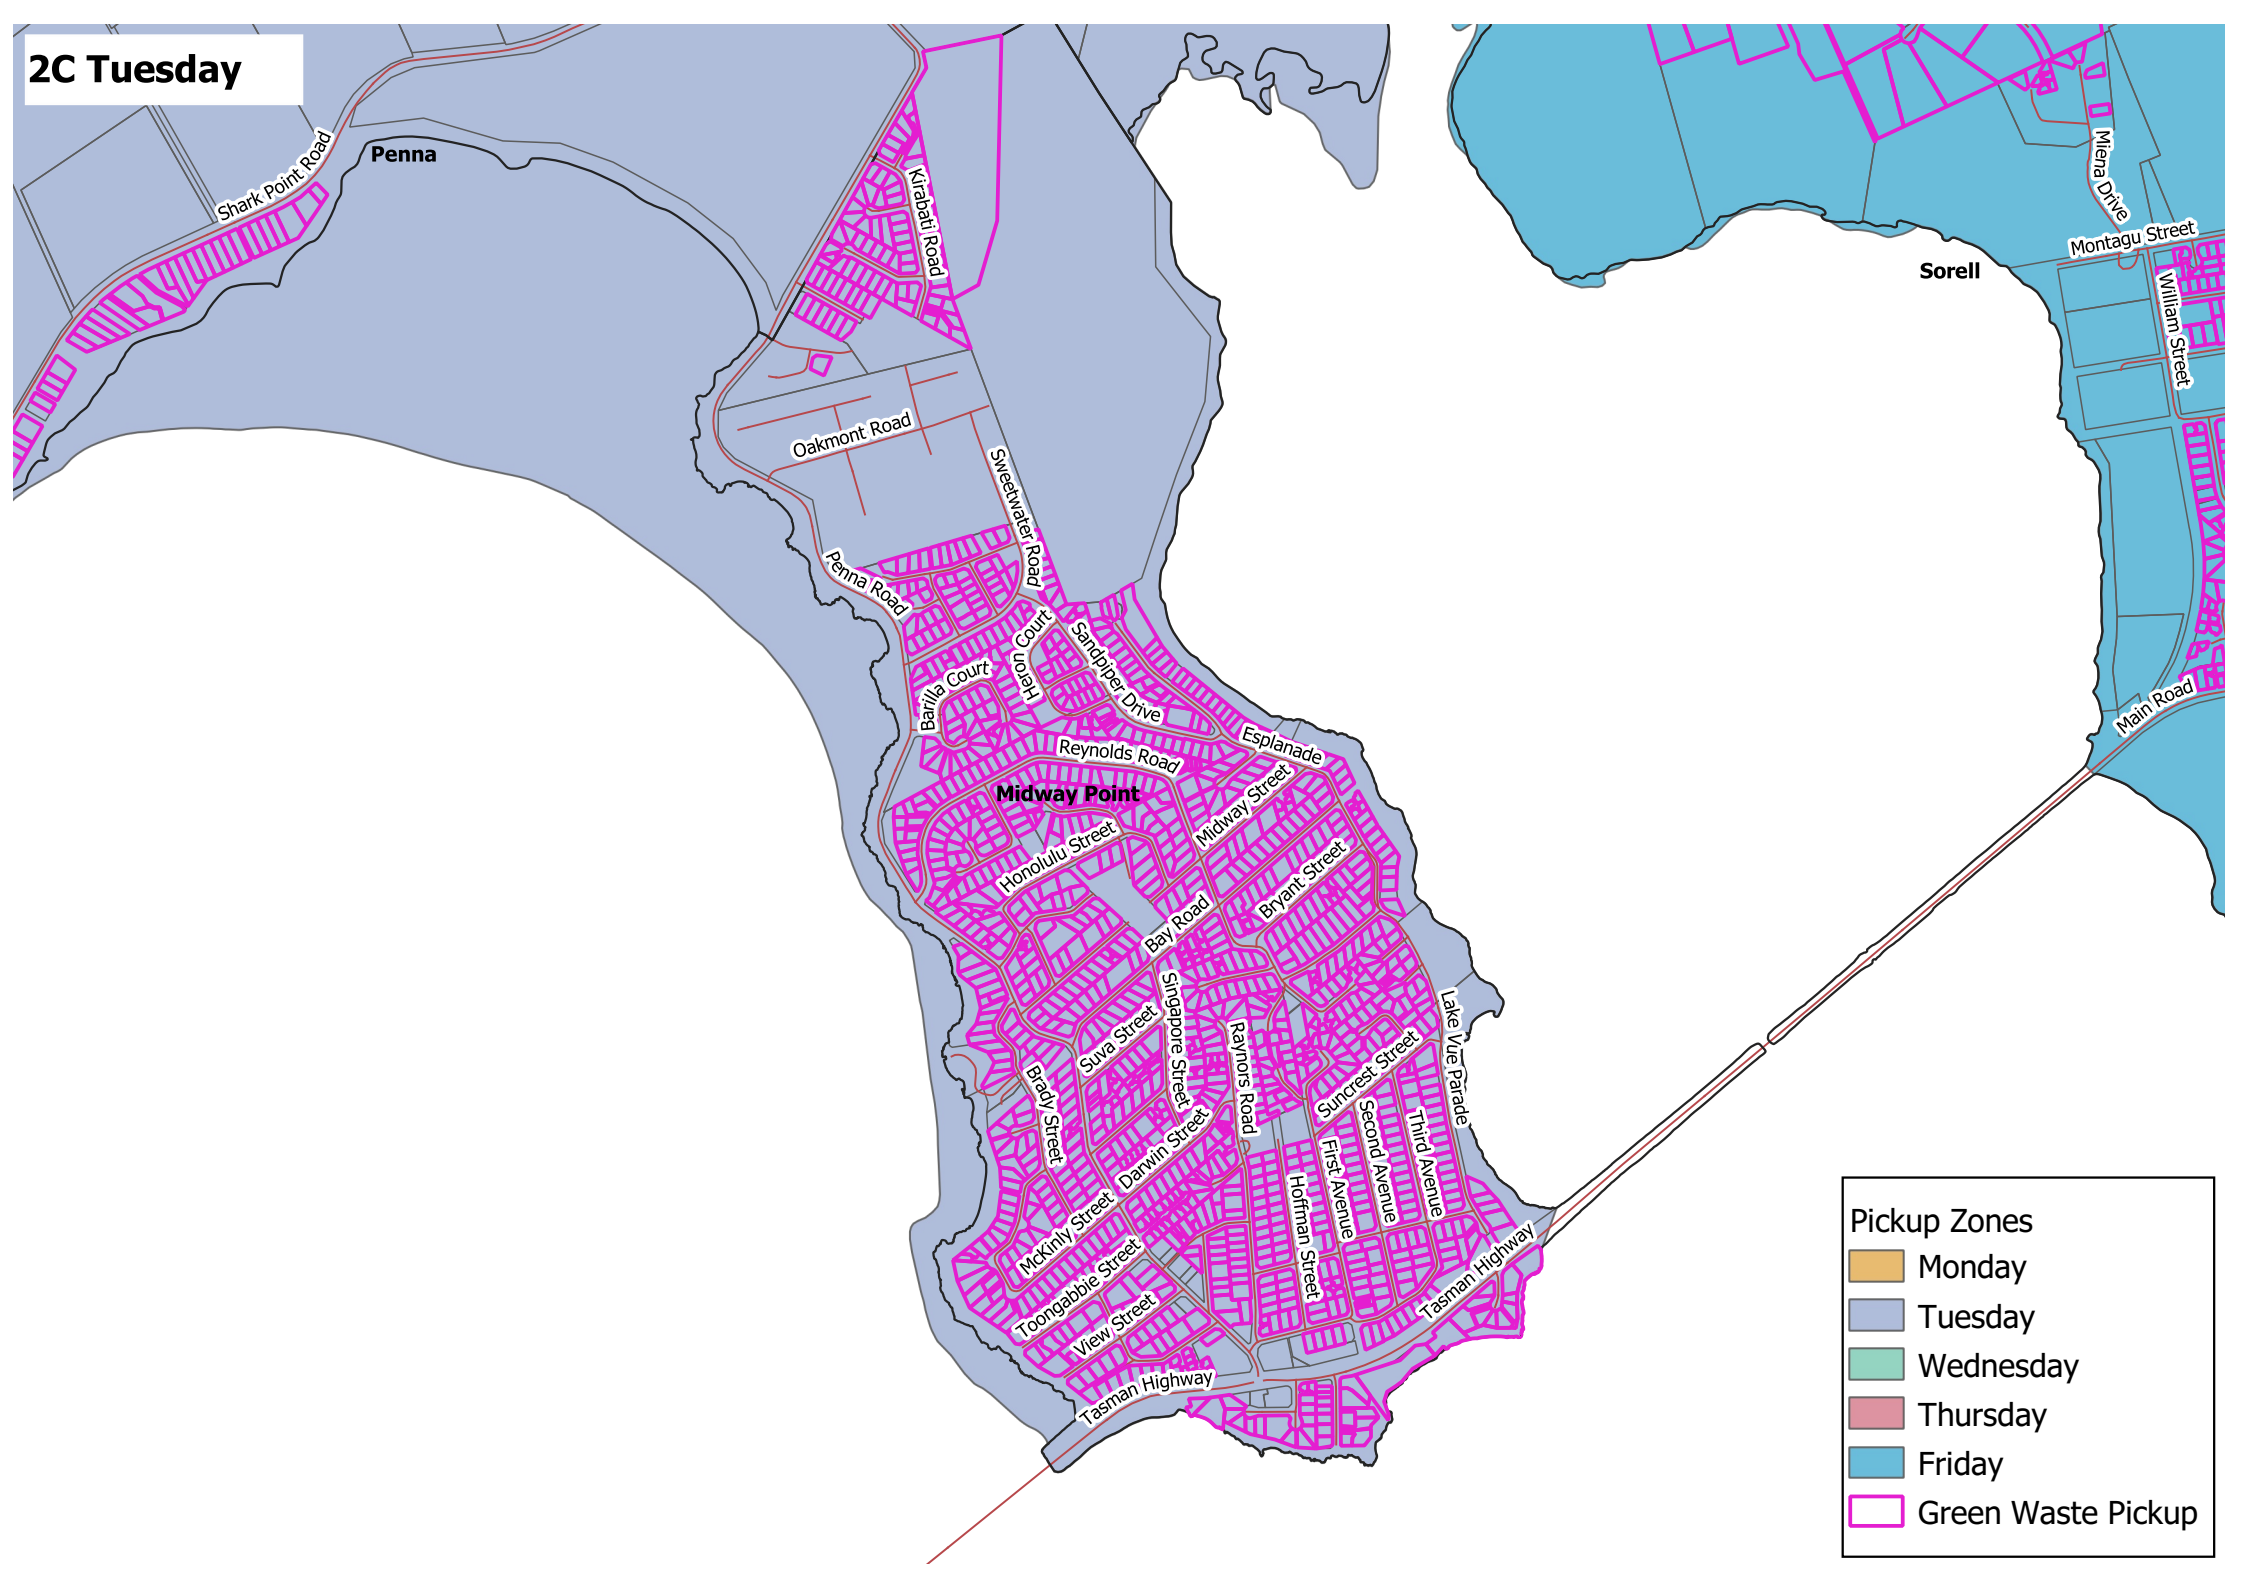 2C Tuesday
Penna
Shark Point Road
Kirabati Road
Miena Drive
Montagu Street
Sorell
William Street
Oakmont Road
Sweetwater Road
Penna Road
Heron Court
Sandpiper Drive
Barilla Court
Main Road
Esplanade
Reynolds Road
Midway Point
Midway Street
Honolulu Street
Bryant Street
Bay Road
Singapore Street
Suva Street
Raynors Road
Lake Vue Parade
Suncrest Street
Brady Street
Second Avenue
Third Avenue
Darwin Street
First Avenue
Hoffman Street
McKinly Street
Toongabbie Street
View Street
Tasman Highway
Tasman Highway
Pickup Zones
Monday
Tuesday
Wednesday
Thursday
Friday
Green Waste Pickup